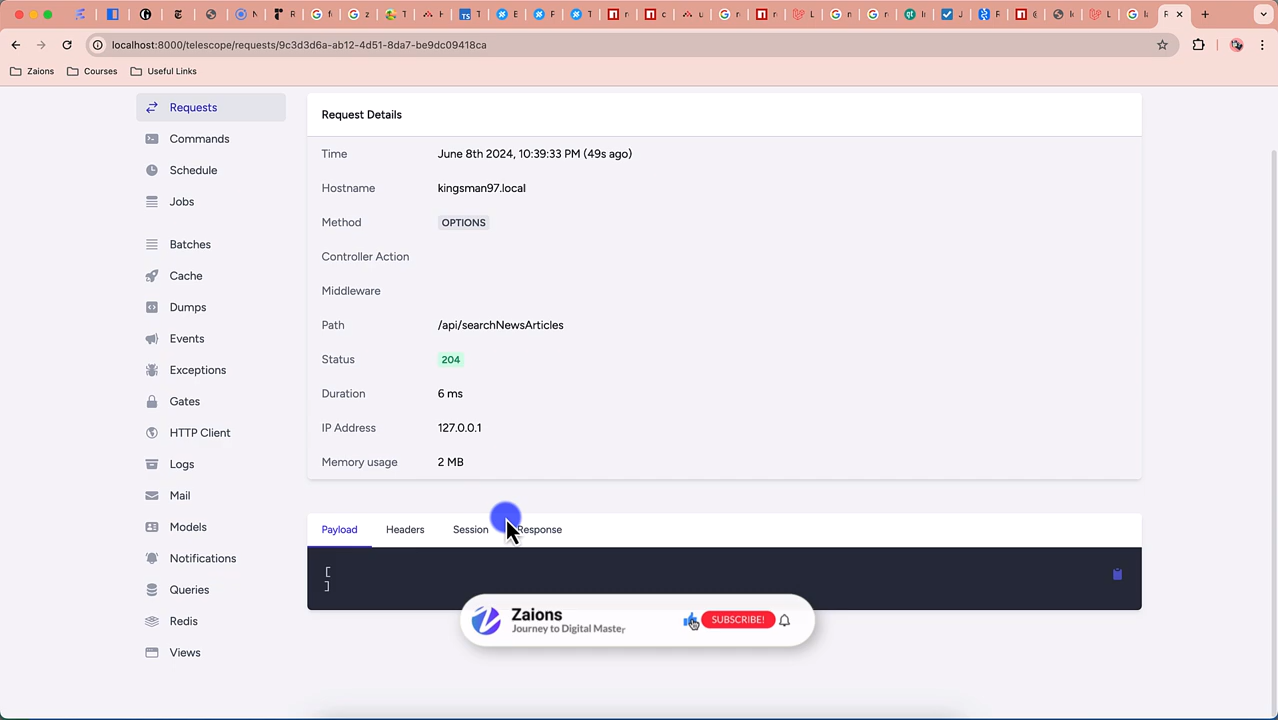 localhost:8000/telescope/requests/9c3d3d6a-ab12-4d51-8da7-be9dc09418ca
Zaions
Courses
Useful Links
Requests
Commands
Schedule
Jobs
Batches
Cache
Dumps
Events
Exceptions
Gates
HTTP Client
Logs
Mail
Models
Notifications
Queries
Redis
Views
Request Details
Time June 8th 2024, 10:39:33 PM (49s ago)
Hostname kingsman97.local
Method OPTIONS
Controller Action
Middleware
Path /api/searchNewsArticles
Status 204
Duration 6 ms
IP Address 127.0.0.1
Memory usage 2 MB
Payload Headers Session Response
[
]
Zaions
Journey to Digital Master
SUBSCRIBE!